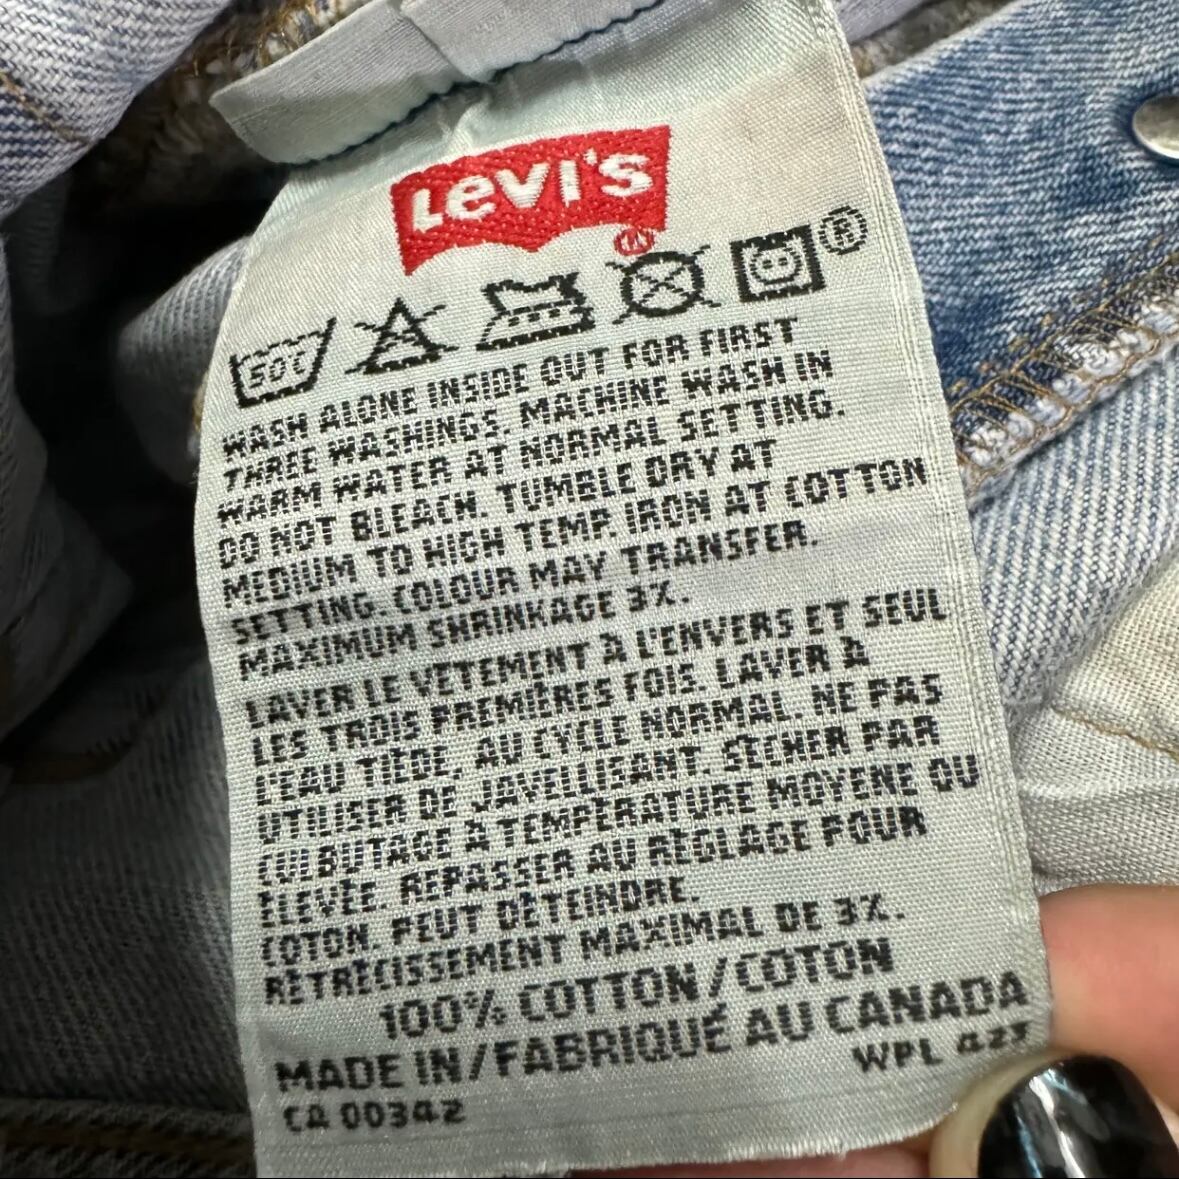 Levi's
®
50C
WASH ALONE INSIDE OUT FOR FIRST
THREE WASHINGS. MACHINE WASH IN
WARM WATER AT NORMAL SETTING.
DO NOT BLEACH. TUMBLE DRY AT
MEDIUM TO HIGH TEMP. IRON AT COTTON
SETTING. COLOUR MAY TRANSFER.
MAXIMUM SHRINKAGE 3%.
LAVER LE VÊTEMENT À L'ENVERS ET SEUL
LES TROIS PREMIÈRES FOIS. LAVER À
L'EAU TIÈDE, AU CYCLE NORMAL. NE PAS
UTILISER DE JAVELLISANT. SÉCHER PAR
CULBUTAGE À TEMPÉRATURE MOYENE OU
ÉLEVÉE. REPASSER AU RÉGLAGE POUR
COTON. PEUT DÉTEINDRE.
RÉTRÉCISSEMENT MAXIMAL DE 3%.
100% COTTON/COTON
MADE IN/FABRIQUÉ AU CANADA
CA 00342 WPL